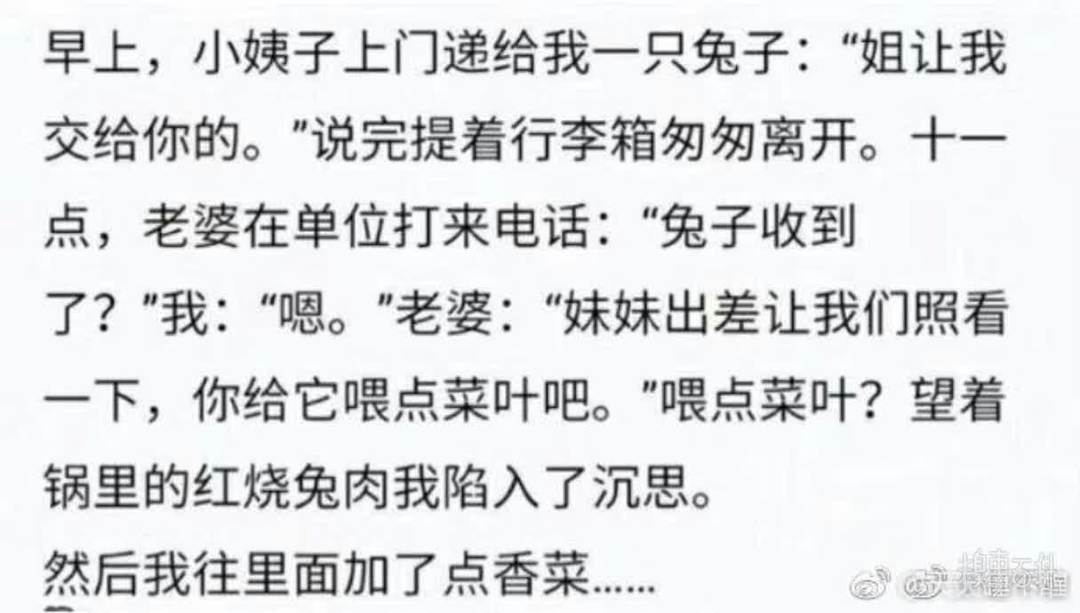 早上，小姨子上门递给我一只兔子：“姐让我
交给你的。”说完提着行李箱匆匆离开。十一
点，老婆在单位打来电话：“兔子收到
了？”我：“嗯。”老婆：“妹妹出差让我们照看
一下，你给它喂点菜叶吧。”喂点菜叶？望着
锅里的红烧兔肉我陷入了沉思。
然后我往里面加了点香菜......